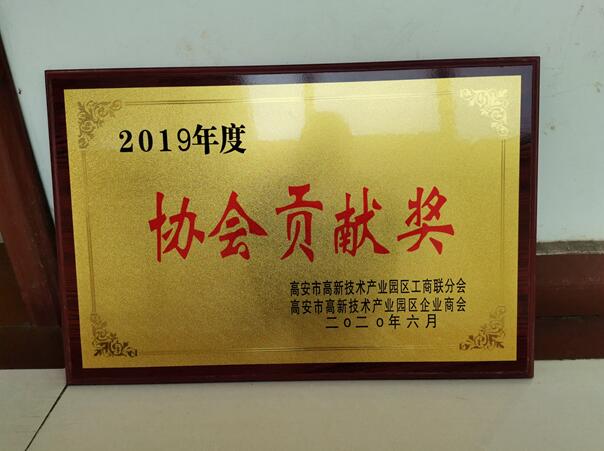 2019年度
协会贡献奖
高安市高新技术产业园区工商联分会
高安市高新技术产业园区企业商会
二〇二〇年六月